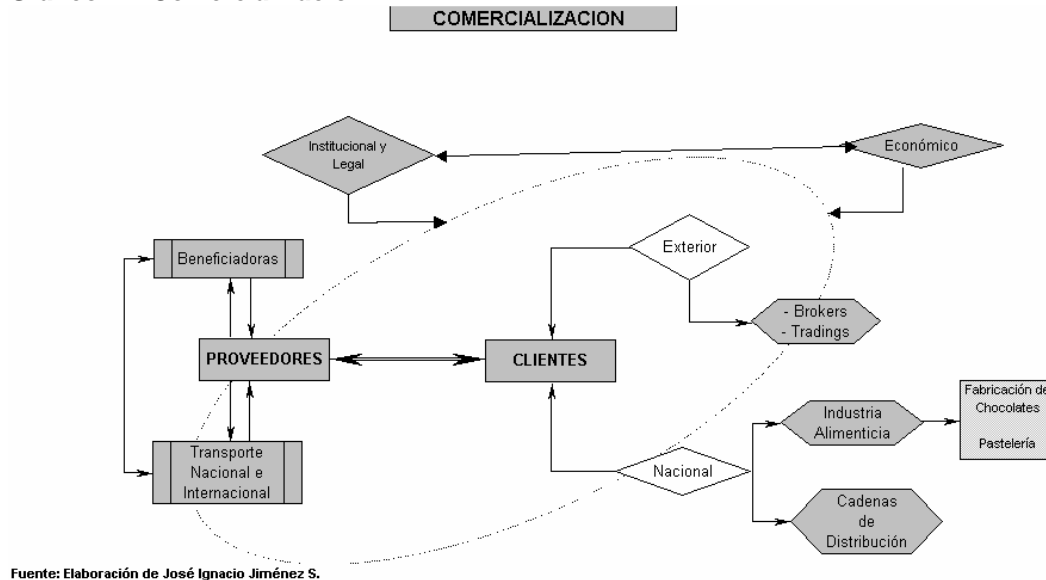 COMERCIALIZACION
Institucional y
Legal
Económico
Exterior
Beneficiadoras
- Brokers
- Tradings
PROVEEDORES
CLIENTES
Fabricación de
Chocolates
Pastelería
Industria
Alimenticia
Transporte
Nacional e
Internacional
Nacional
Cadenas
de
Distribución
Fuente: Elaboración de José Ignacio Jiménez S.